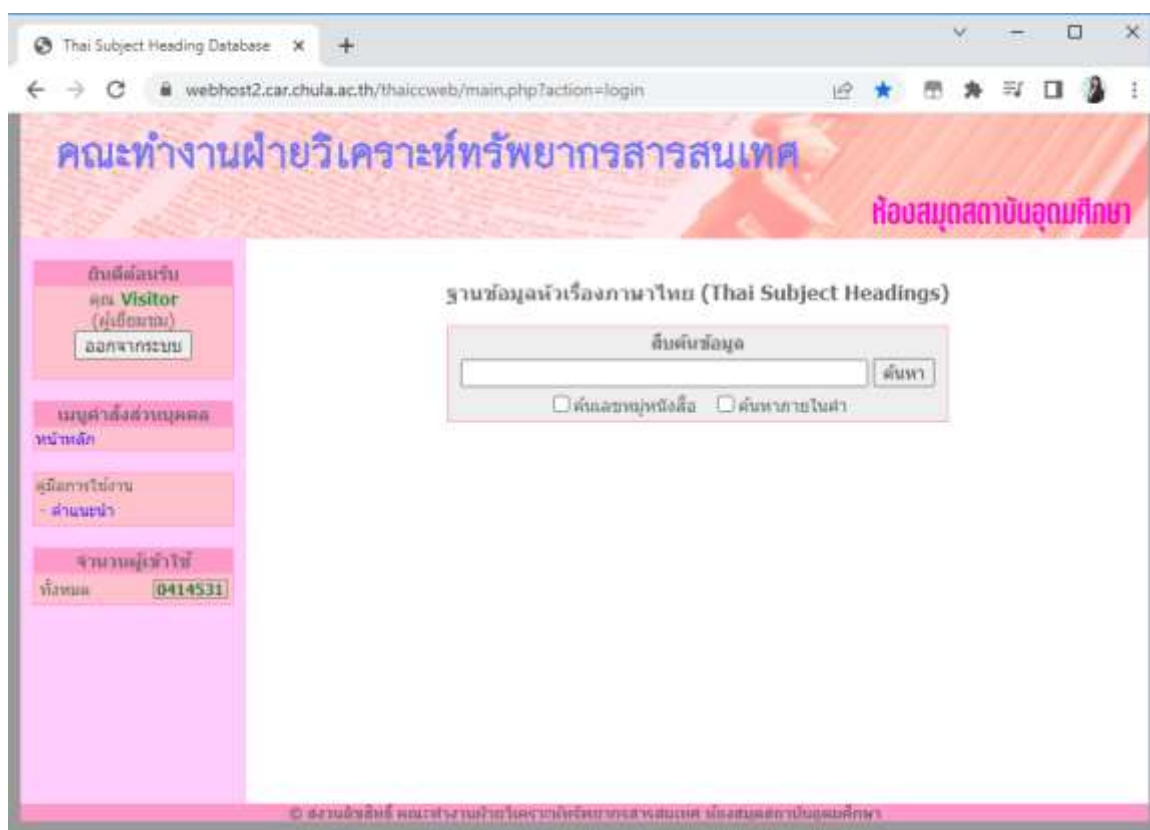 Thai Subject Heading Database
webhost2.car.chula.ac.th/thaiccweb/main.php?action=login
คณะทำงานฝ่ายวิเคราะห์ทรัพยากรสารสนเทศ
ห้องสมุดสถาบันอุดมศึกษา
ยินดีต้อนรับ
คุณ Visitor
(ผู้เยี่ยมชม)
ออกจากระบบ
เมนูคำสั่งส่วนบุคคล
หน้าหลัก
คู่มือการใช้งาน
- คำแนะนำ
จำนวนผู้เข้าใช้
ทั้งหมด 0414531
ฐานข้อมูลหัวเรื่องภาษาไทย (Thai Subject Headings)
สืบค้นข้อมูล
ค้นหา
ค้นเลขหมู่หนังสือ ค้นหาภายในคำ
© สงวนลิขสิทธิ์ คณะทำงานฝ่ายวิเคราะห์ทรัพยากรสารสนเทศ ห้องสมุดสถาบันอุดมศึกษา